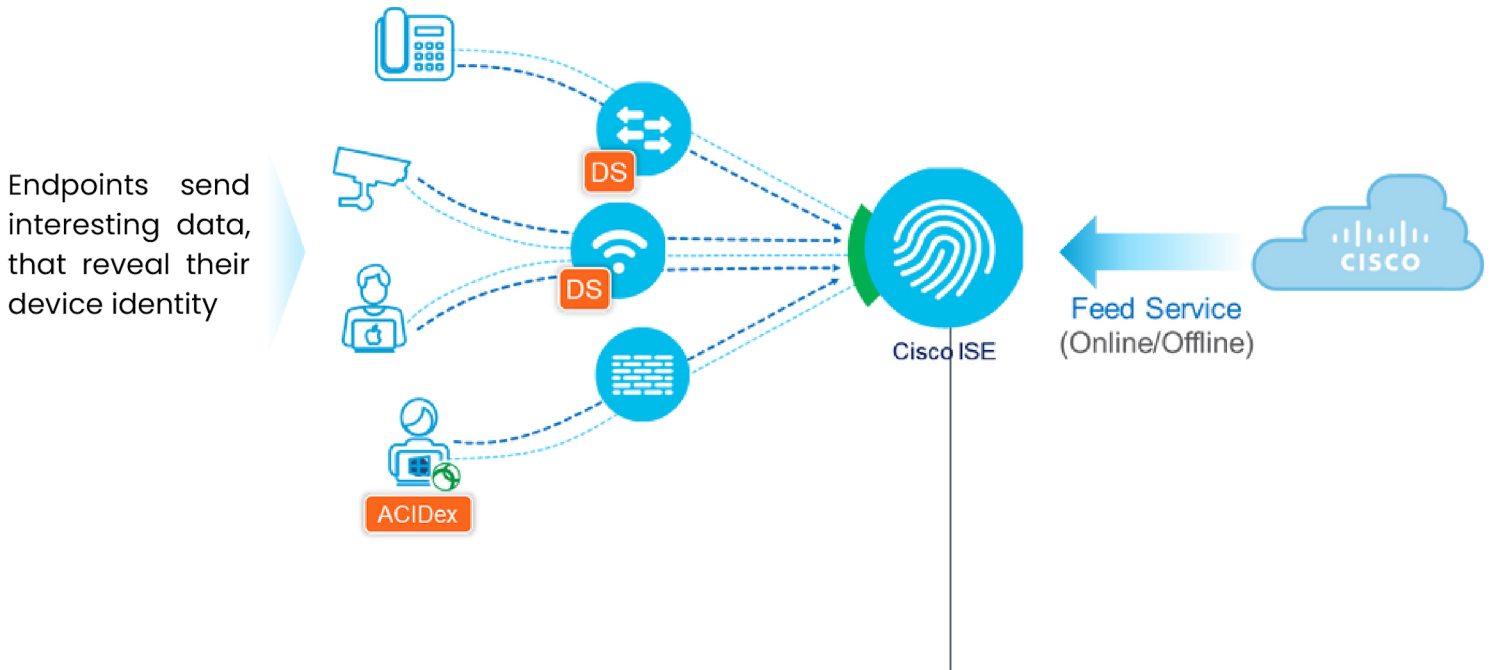 Endpoints send
interesting data,
that reveal their
device identity
DS
DS
ACIDex
Cisco ISE
Feed Service
(Online/Offline)
CISCO